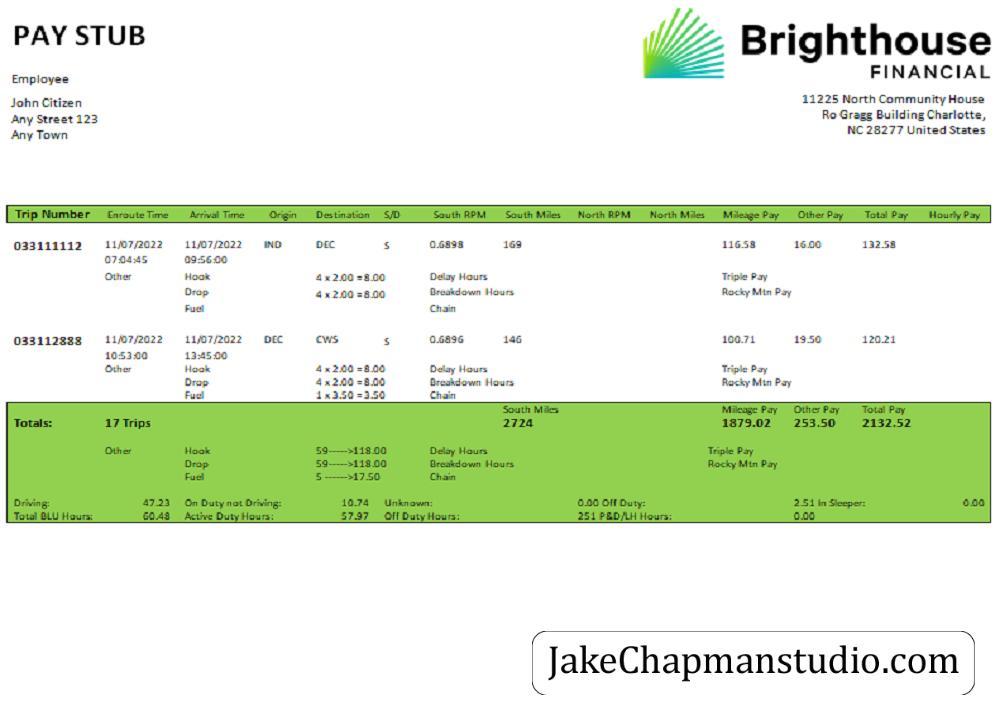 PAY STUB
Brighthouse
FINANCIAL
Employee
John Citizen
Any Street 123
Any Town
11225 North Community House
Ro Gragg Building Charlotte,
NC 28277 United States
Trip Number Enroute Time Arrival Time Origin Destination S/D South RPM South Miles North RPM North Miles Mileage Pay Other Pay Total Pay Hourly Pay
033111112 11/07/2022 11/07/2022 IND DEC S 0.6898 169 116.58 16.00 132.58
07:04:45 09:56:00
Other Hook 4 x 2.00 =8.00 Delay Hours Triple Pay
Drop 4 x 2.00 =8.00 Breakdown Hours Rocky Mtn Pay
Fuel Chain
033112888 11/07/2022 11/07/2022 DEC CWS S 0.6896 146 100.71 19.50 120.21
10:53:00 13:45:00
Other Hook 4 x 2.00 =8.00 Delay Hours Triple Pay
Drop 4 x 2.00 =8.00 Breakdown Hours Rocky Mtn Pay
Fuel 1 x 3.50 =3.50 Chain
South Miles Mileage Pay Other Pay Total Pay
Totals: 17 Trips 2724 1879.02 253.50 2132.52
Other Hook 59----->118.00 Delay Hours Triple Pay
Drop 59----->118.00 Breakdown Hours Rocky Mtn Pay
Fuel 5 ------>17.50 Chain
Driving: 47.23 On Duty not Driving: 10.74 Unknown: 0.00 Off Duty: 2.51 In Sleeper: 0.00
Total BLU Hours: 60.48 Active Duty Hours: 57.97 Off Duty Hours: 251 P&D/LH Hours: 0.00
JakeChapmanstudio.com